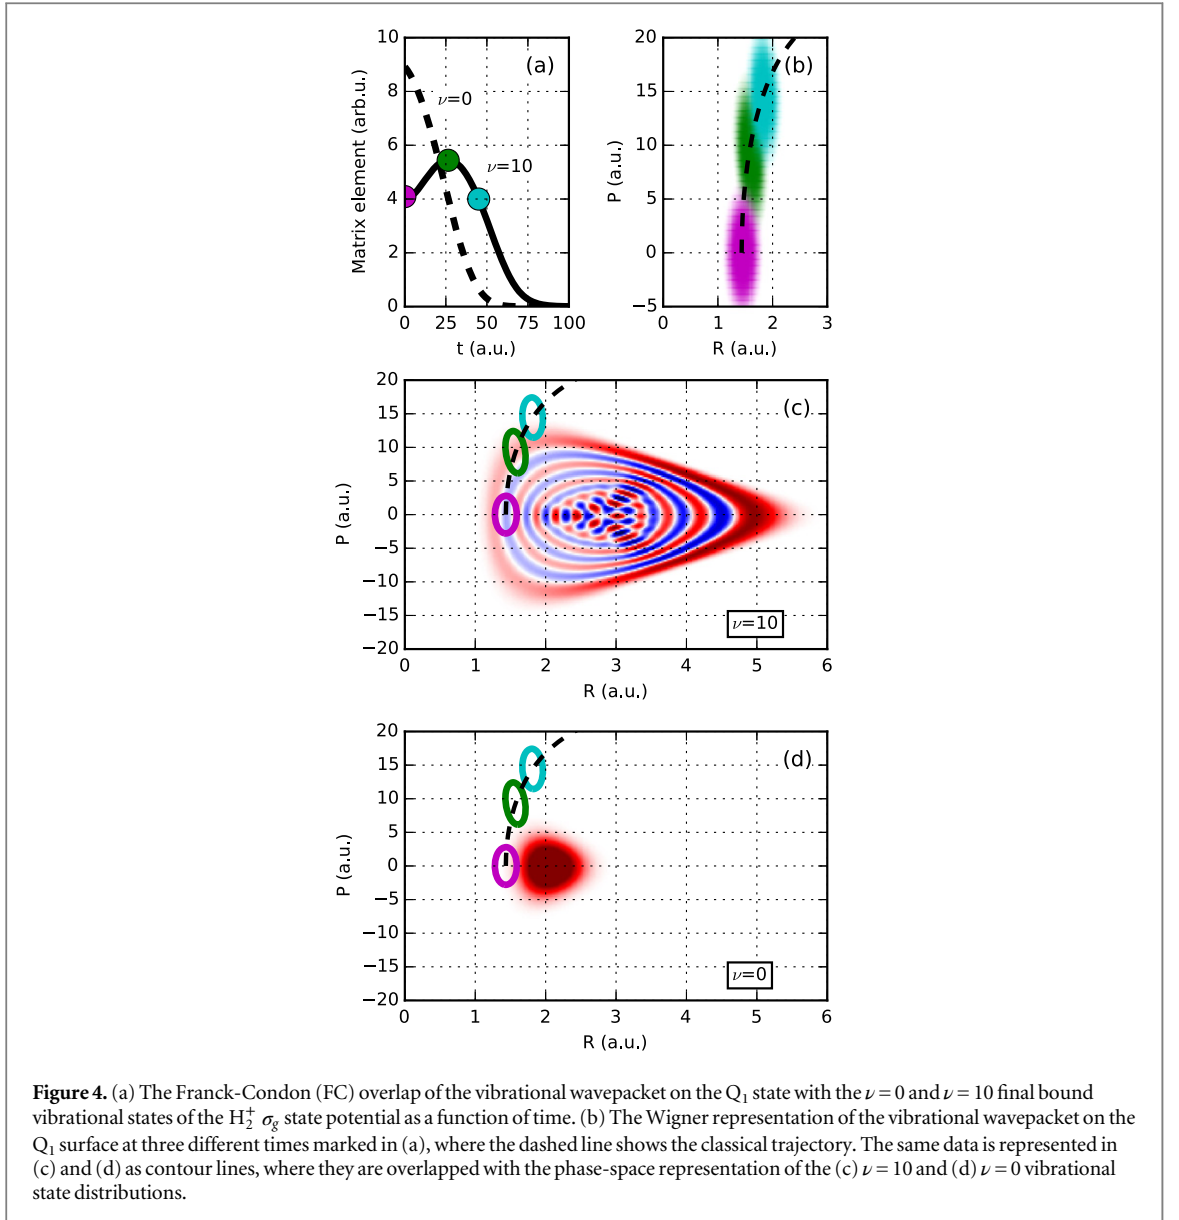 10
8
6
4
2
0
Matrix element (arb.u.)
(a)
ν=0
ν=10
0 25 50 75 100
t (a.u.)
20
15
10
5
0
−5
P (a.u.)
(b)
0 1 2 3
R (a.u.)
20
15
10
5
0
−5
−10
−15
−20
P (a.u.)
(c)
ν=10
0 1 2 3 4 5 6
R (a.u.)
20
15
10
5
0
−5
−10
−15
−20
P (a.u.)
(d)
ν=0
0 1 2 3 4 5 6
R (a.u.)
Figure 4. (a) The Franck-Condon (FC) overlap of the vibrational wavepacket on the Q₁ state with the ν = 0 and ν = 10 final bound
vibrational states of the H₂⁺ σg state potential as a function of time. (b) The Wigner representation of the vibrational wavepacket on the
Q₁ surface at three different times marked in (a), where the dashed line shows the classical trajectory. The same data is represented in
(c) and (d) as contour lines, where they are overlapped with the phase-space representation of the (c) ν = 10 and (d) ν = 0 vibrational
state distributions.